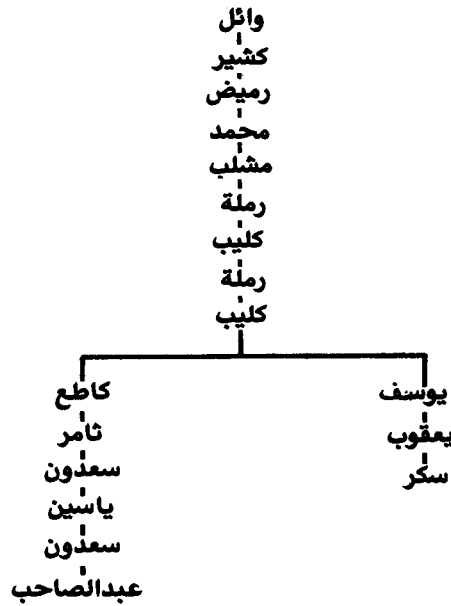 وائل
كشير
رميض
محمد
مشلب
رملة
كليب
رملة
كليب
يوسف
يعقوب
سكر
كاطع
ثامر
سعدون
ياسين
سعدون
عبدالصاحب